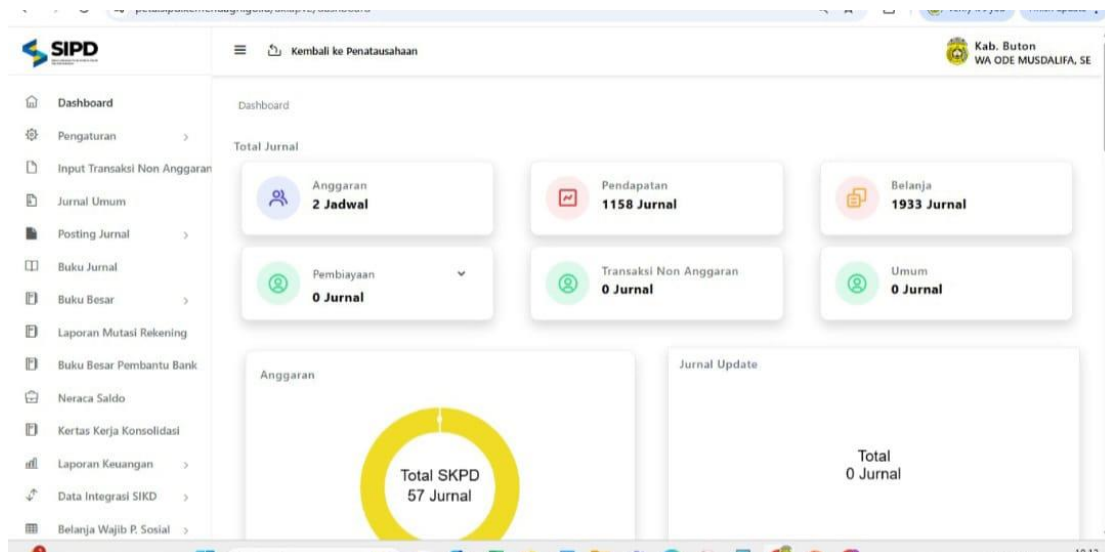 SIPD
Kembali ke Penatausahaan
Kab. Buton
WA ODE MUSDALIFA, SE
Dashboard
Pengaturan
Input Transaksi Non Anggaran
Jurnal Umum
Posting Jurnal
Buku Jurnal
Buku Besar
Laporan Mutasi Rekening
Buku Besar Pembantu Bank
Neraca Saldo
Kertas Kerja Konsolidasi
Laporan Keuangan
Data Integrasi SIKD
Belanja Wajib P. Sosial
Dashboard
Total Jurnal
Anggaran
2 Jadwal
Pendapatan
1158 Jurnal
Belanja
1933 Jurnal
Pembiayaan
0 Jurnal
Transaksi Non Anggaran
0 Jurnal
Umum
0 Jurnal
Anggaran
Total SKPD
57 Jurnal
Jurnal Update
Total
0 Jurnal